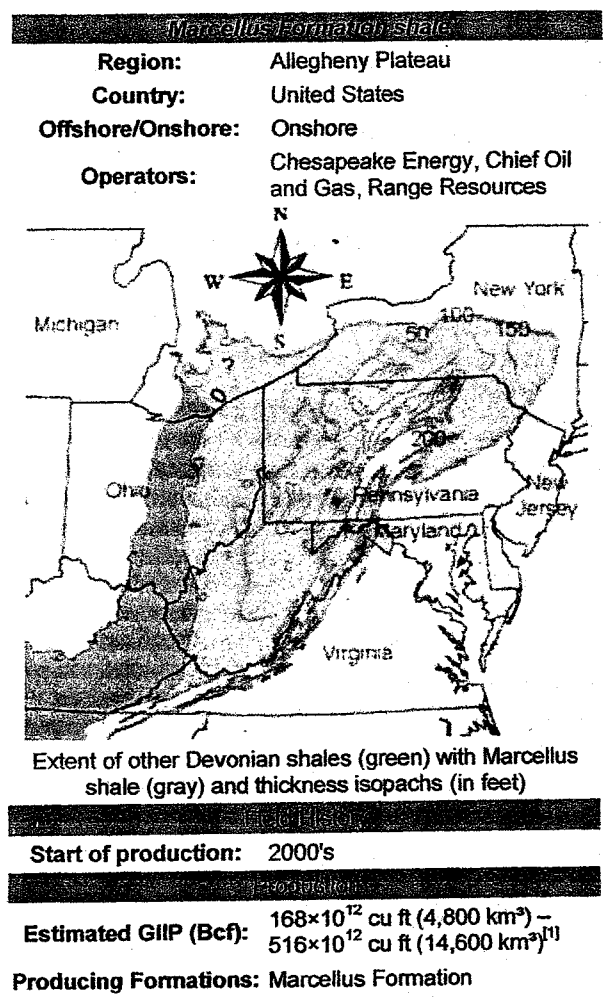 Marcellus Formation shale
Region: Allegheny Plateau
Country: United States
Offshore/Onshore: Onshore
Operators: Chesapeake Energy, Chief Oil
and Gas, Range Resources
N
W E
S
New York
Michigan
100
50 150
0
200
Ohio
Pennsylvania
New
Jersey
Maryland
Virginia
Extent of other Devonian shales (green) with Marcellus
shale (gray) and thickness isopachs (in feet)
Field History
Start of production: 2000's
Production
Estimated GIIP (Bcf): 168×10¹² cu ft (4,800 km³) –
516×10¹² cu ft (14,600 km³)[1]
Producing Formations: Marcellus Formation